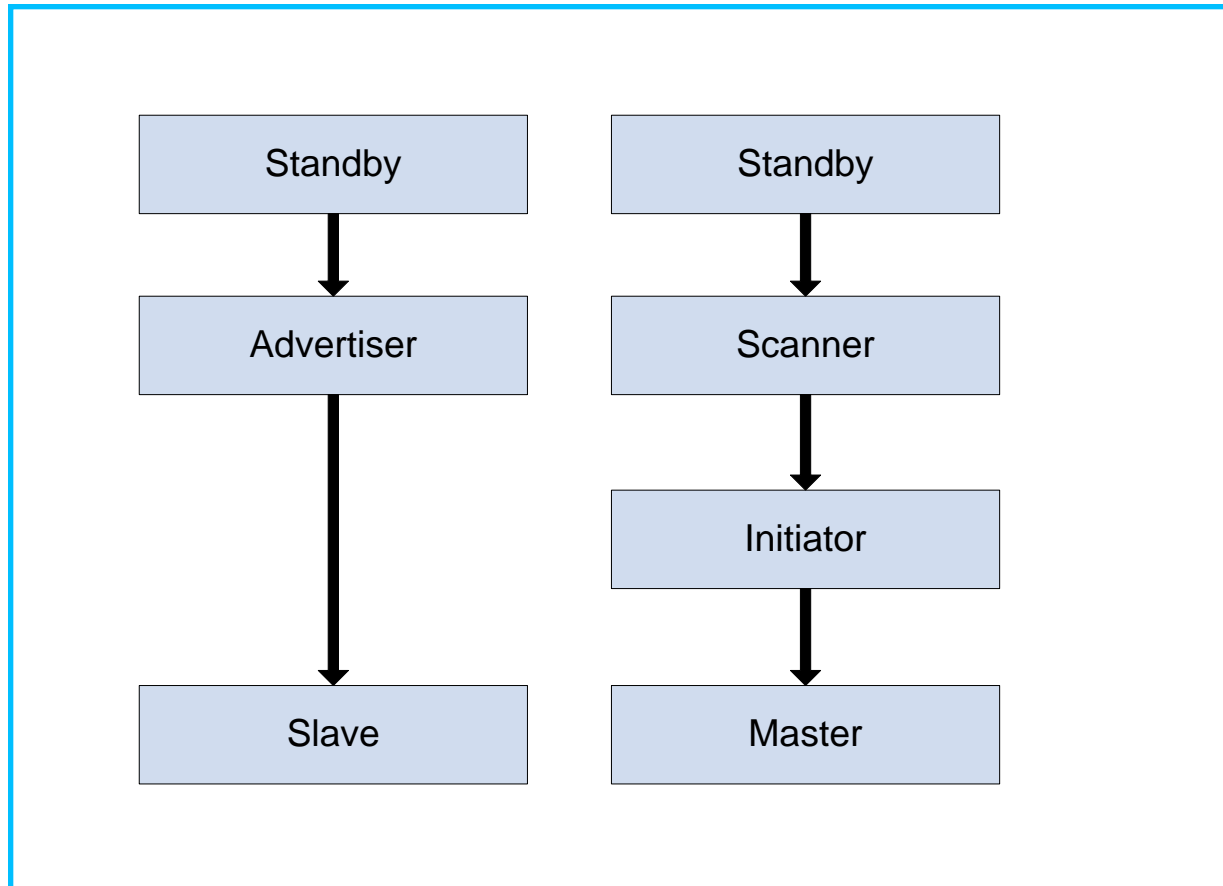 Standby
Standby
Advertiser
Scanner
Initiator
Slave
Master